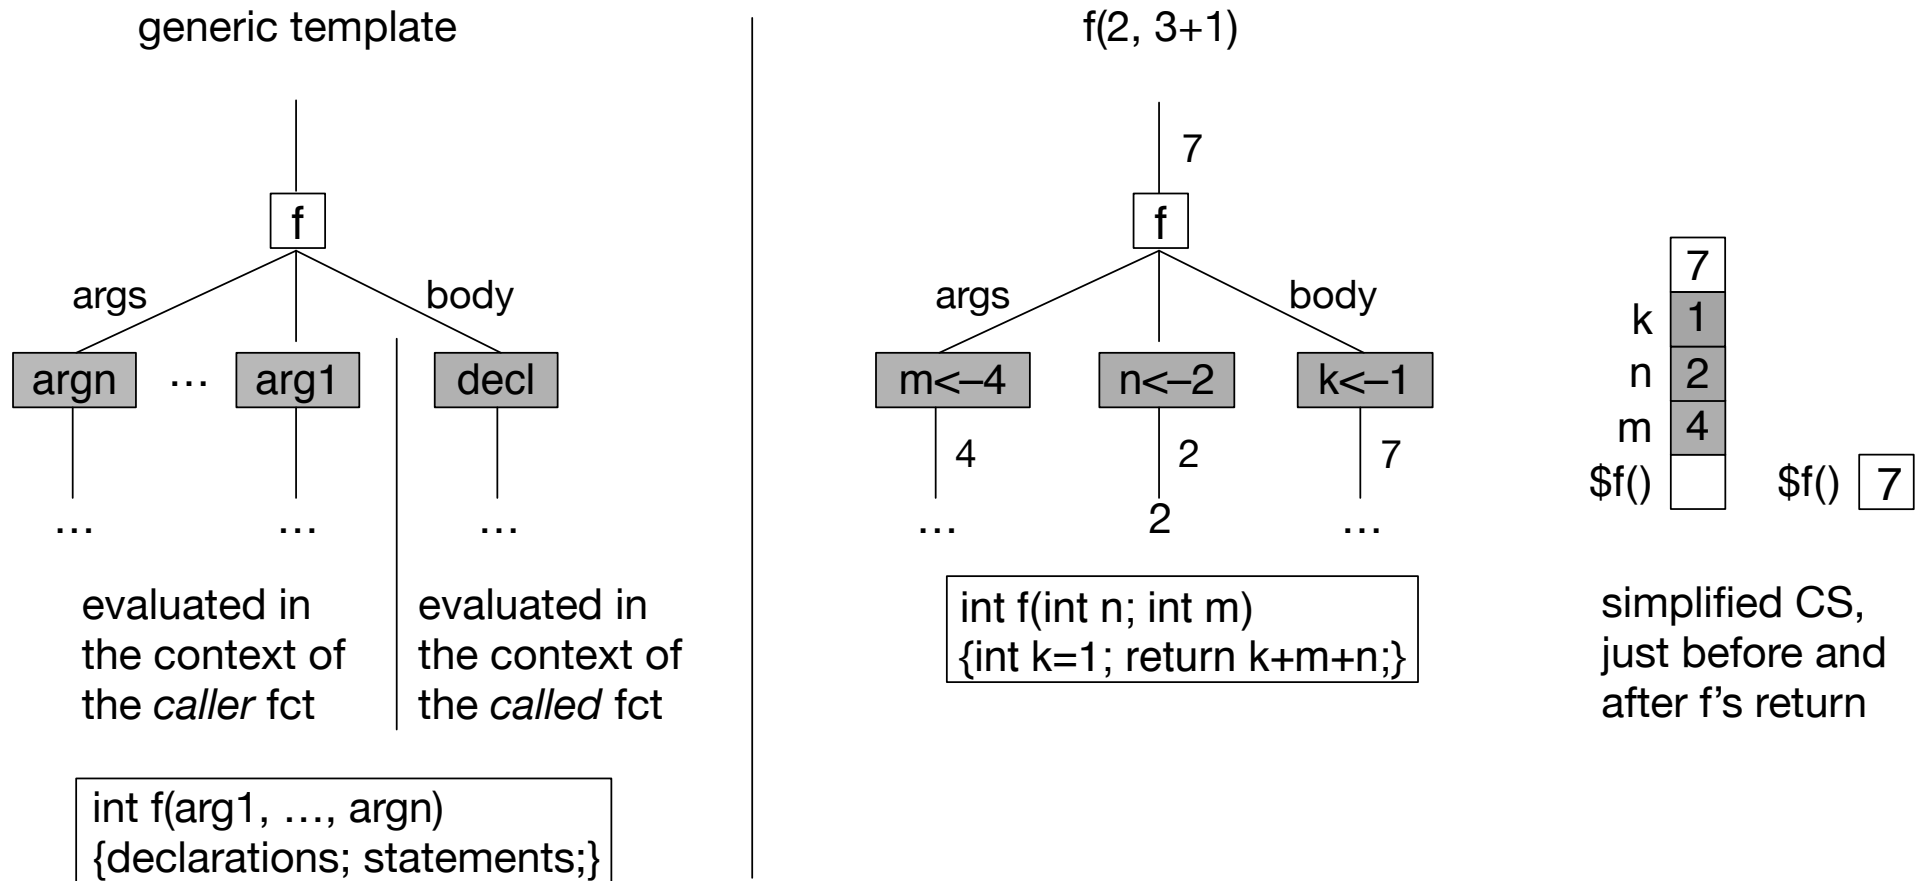 generic template
f
args
body
argn
...
arg1
decl
...
...
...
evaluated in
the context of
the caller fct
evaluated in
the context of
the called fct
int f(arg1, ..., argn)
{declarations; statements;}
f(2, 3+1)
7
f
args
body
m<–4
n<–2
k<–1
4
2
7
...
2
...
int f(int n; int m)
{int k=1; return k+m+n;}
7
k 1
n 2
m 4
$f()
$f() 7
simplified CS,
just before and
after f’s return